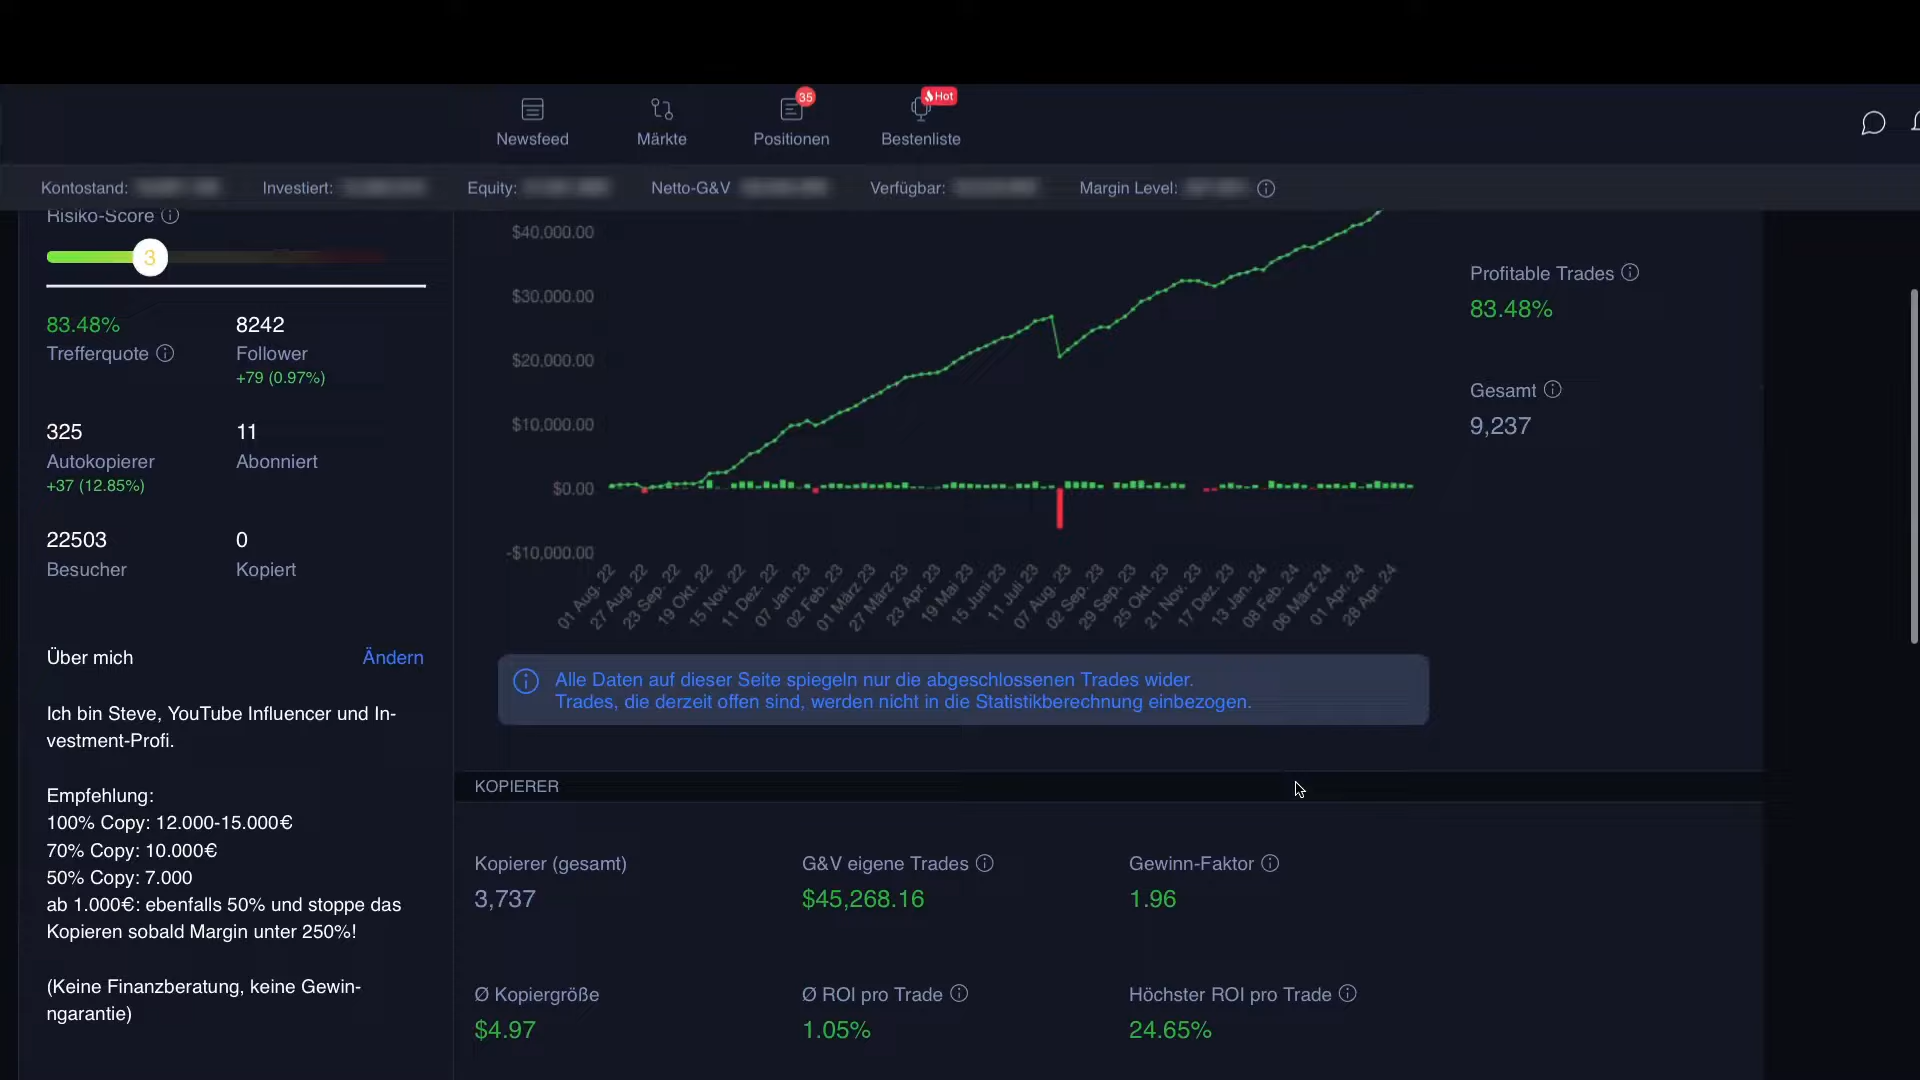 35
Hot
Newsfeed
Märkte
Positionen
Bestenliste
Kontostand:
Investiert:
Equity:
Netto-G&V
Verfügbar:
Margin Level:
Risiko-Score
3
83.48%
Trefferquote
8242
Follower
+79 (0.97%)
325
Autokopierer
+37 (12.85%)
11
Abonniert
22503
Besucher
0
Kopiert
Über mich
Ändern
Ich bin Steve, YouTube Influencer und In-
vestment-Profi.
Empfehlung:
100% Copy: 12.000-15.000€
70% Copy: 10.000€
50% Copy: 7.000
ab 1.000€: ebenfalls 50% und stoppe das
Kopieren sobald Margin unter 250%!
(Keine Finanzberatung, keine Gewin-
ngarantie)
$40,000.00
$30,000.00
$20,000.00
$10,000.00
$0.00
-$10,000.00
01 Aug. 22
27 Aug. 22
23 Sep. 22
19 Okt. 22
15 Nov. 22
11 Dez. 22
07 Jan. 23
02 Feb. 23
01 März 23
27 März 23
23 Apr. 23
19 Mai 23
15 Juni 23
11 Juli 23
07 Aug. 23
02 Sep. 23
29 Sep. 23
25 Okt. 23
21 Nov. 23
17 Dez. 23
13 Jan. 24
08 Feb. 24
06 März 24
01 Apr. 24
28 Apr. 24
Profitable Trades
83.48%
Gesamt
9,237
Alle Daten auf dieser Seite spiegeln nur die abgeschlossenen Trades wider.
Trades, die derzeit offen sind, werden nicht in die Statistikberechnung einbezogen.
KOPIERER
Kopierer (gesamt)
3,737
G&V eigene Trades
$45,268.16
Gewinn-Faktor
1.96
Ø Kopiergröße
$4.97
Ø ROI pro Trade
1.05%
Höchster ROI pro Trade
24.65%